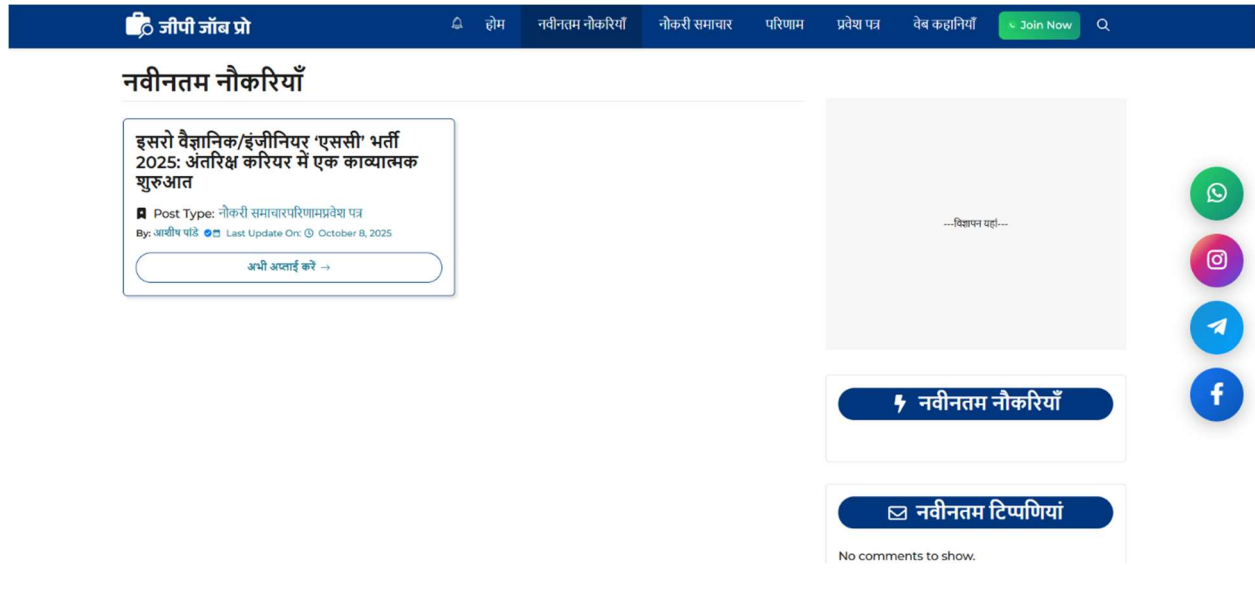 जीपी जॉब प्रो
होम नवीनतम नौकरियाँ नौकरी समाचार परिणाम प्रवेश पत्र वेब कहानियाँ Join Now
नवीनतम नौकरियाँ
इसरो वैज्ञानिक/इंजीनियर ‘एससी’ भर्ती
2025: अंतरिक्ष करियर में एक काव्यात्मक
शुरुआत
Post Type: नौकरी समाचारपरिणामप्रवेश पत्र
By: आशीष पांडे Last Update On: October 8, 2025
अभी अप्लाई करें →
---विज्ञापन यहां---
नवीनतम नौकरियाँ
नवीनतम टिप्पणियां
No comments to show.